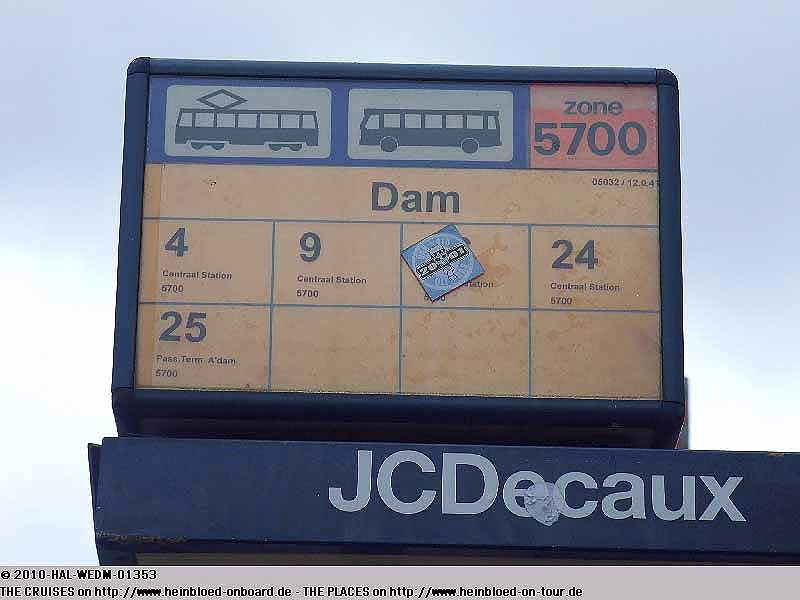 zone
5700
05032 / 12.0.41
Dam
4
Centraal Station
5700
9
Centraal Station
5700
24
Centraal Station
5700
25
Pass.Term. A'dam
5700
JCDecaux
© 2010-HAL-WEDM-01353
THE CRUISES on http://www.heinbloed-onboard.de - THE PLACES on http://www.heinbloed-on-tour.de